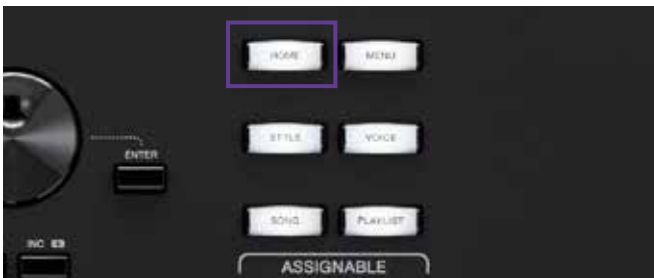 HOME MENU
STYLE VOICE
ENTER
SONG PLAYLIST
INC
ASSIGNABLE